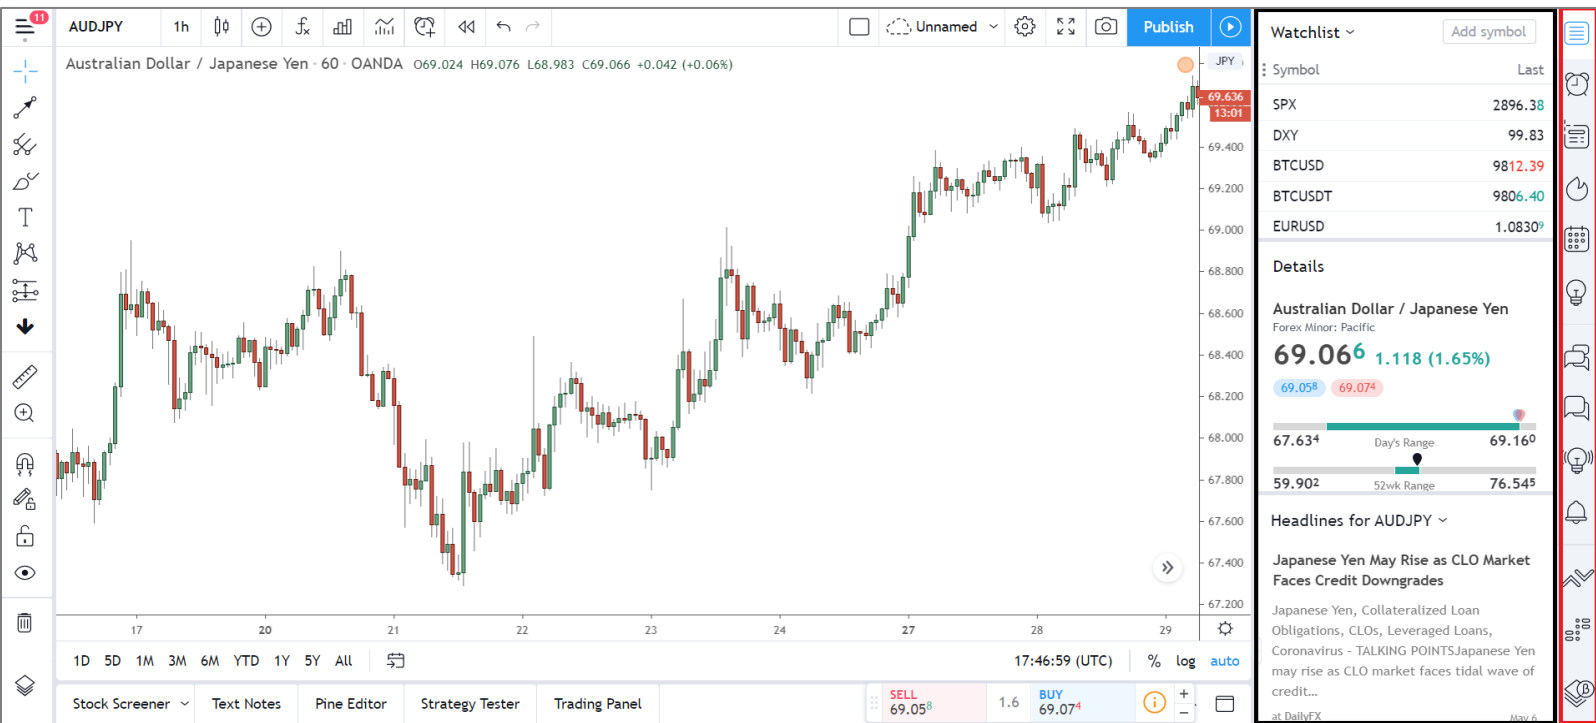 11
AUDJPY 1h Unnamed Publish
Australian Dollar / Japanese Yen · 60 · OANDA O69.024 H69.076 L68.983 C69.066 +0.042 (+0.06%)
JPY
69.636
13:01
69.400
69.200
69.000
68.800
68.600
68.400
68.200
68.000
67.800
67.600
67.400
67.200
17 20 21 22 23 24 27 28 29
1D 5D 1M 3M 6M YTD 1Y 5Y All 17:46:59 (UTC) % log auto
Stock Screener Text Notes Pine Editor Strategy Tester Trading Panel
SELL
69.058
1.6
BUY
69.074
Watchlist Add symbol
Symbol Last
SPX 2896.38
DXY 99.83
BTCUSD 9812.39
BTCUSDT 9806.40
EURUSD 1.08309
Details
Australian Dollar / Japanese Yen
Forex Minor: Pacific
69.066 1.118 (1.65%)
69.058 69.074
67.634 Day's Range 69.160
59.902 52wk Range 76.545
Headlines for AUDJPY
Japanese Yen May Rise as CLO Market
Faces Credit Downgrades
Japanese Yen, Collateralized Loan
Obligations, CLOs, Leveraged Loans,
Coronavirus - TALKING POINTSJapanese Yen
may rise as CLO market faces tidal wave of
credit...
at DailyFX May 6